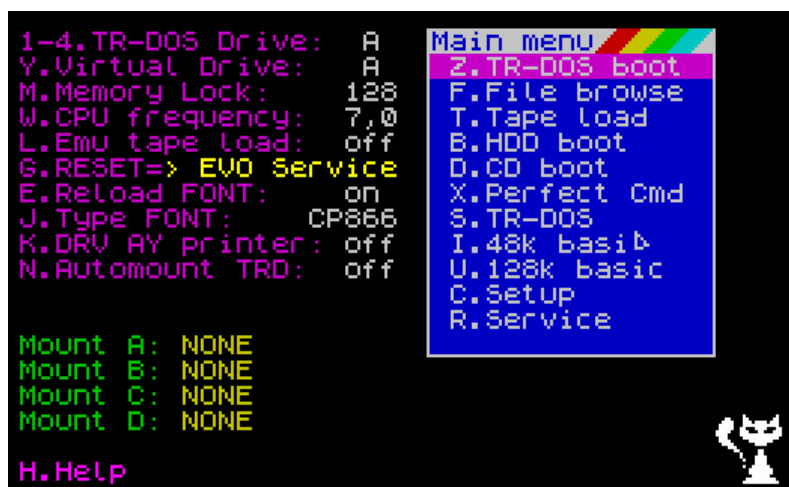 1-4.TR-DOS Drive: A
Y.Virtual Drive: A
M.Memory Lock: 128
W.CPU frequency: 7,0
L.Emu tape load: off
G.RESET=> EVO Service
E.Reload FONT: on
J.Type FONT: CP866
K.DRV AY printer: off
N.Automount TRD: off
Mount A: NONE
Mount B: NONE
Mount C: NONE
Mount D: NONE
H.Help
Main menu
Z.TR-DOS boot
F.File browse
T.Tape load
B.HDD boot
D.CD boot
X.Perfect Cmd
S.TR-DOS
I.48k basi
U.128k basic
C.Setup
R.Service